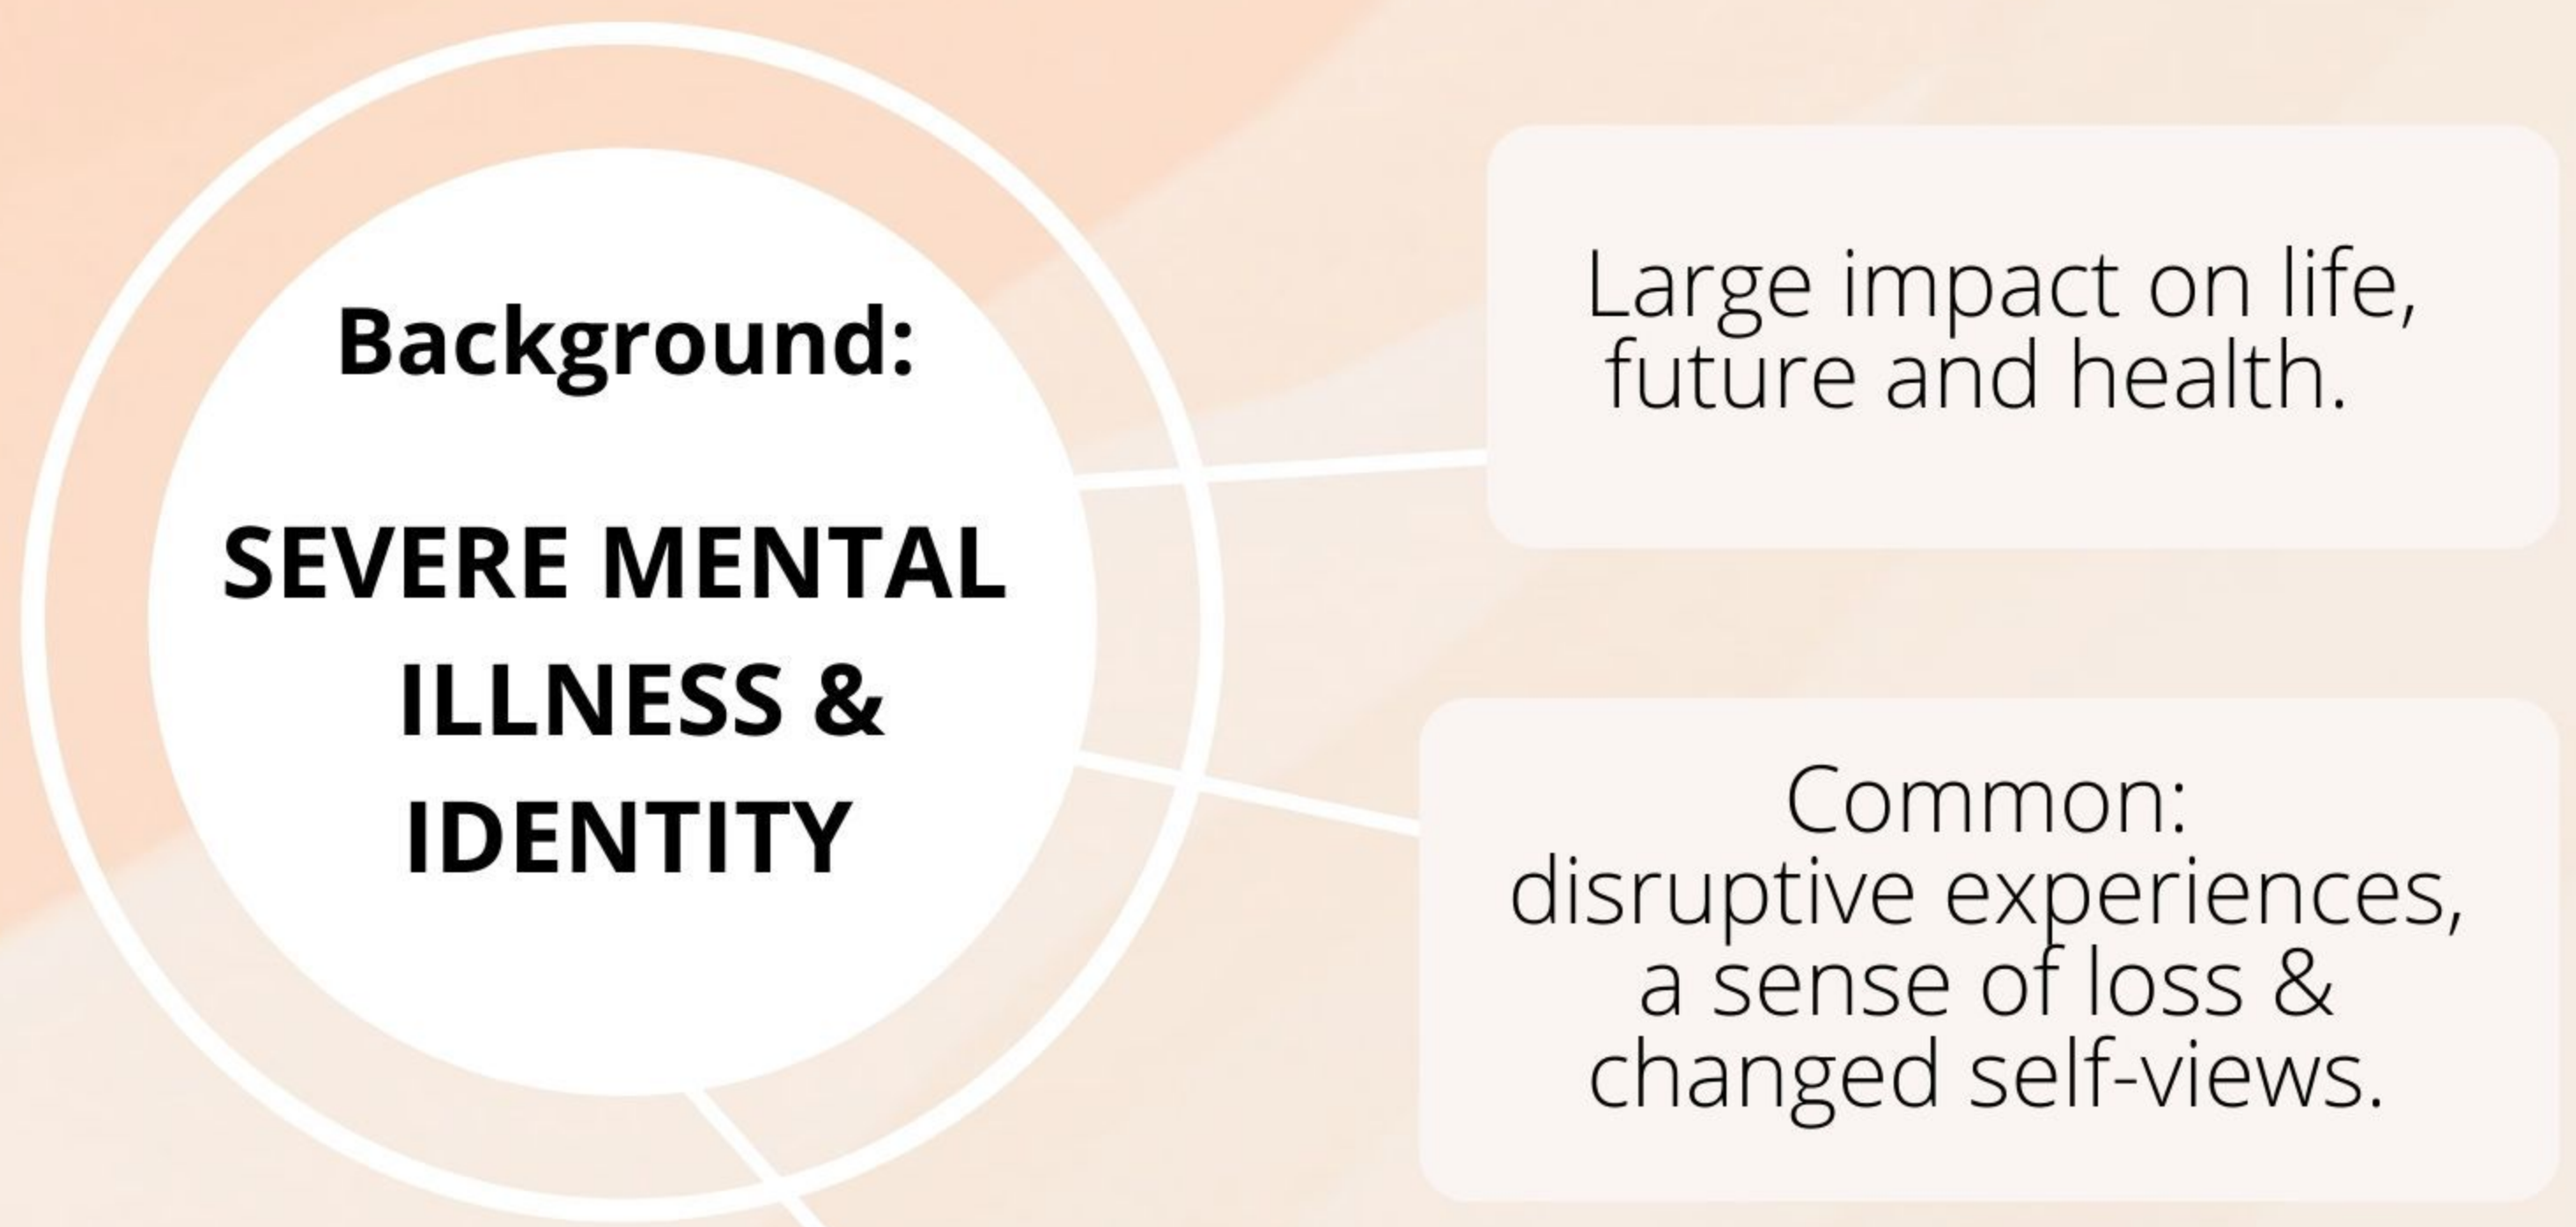 Background:
SEVERE MENTAL
ILLNESS &
IDENTITY
Large impact on life,
future and health.
Common:
disruptive experiences,
a sense of loss &
changed self-views.